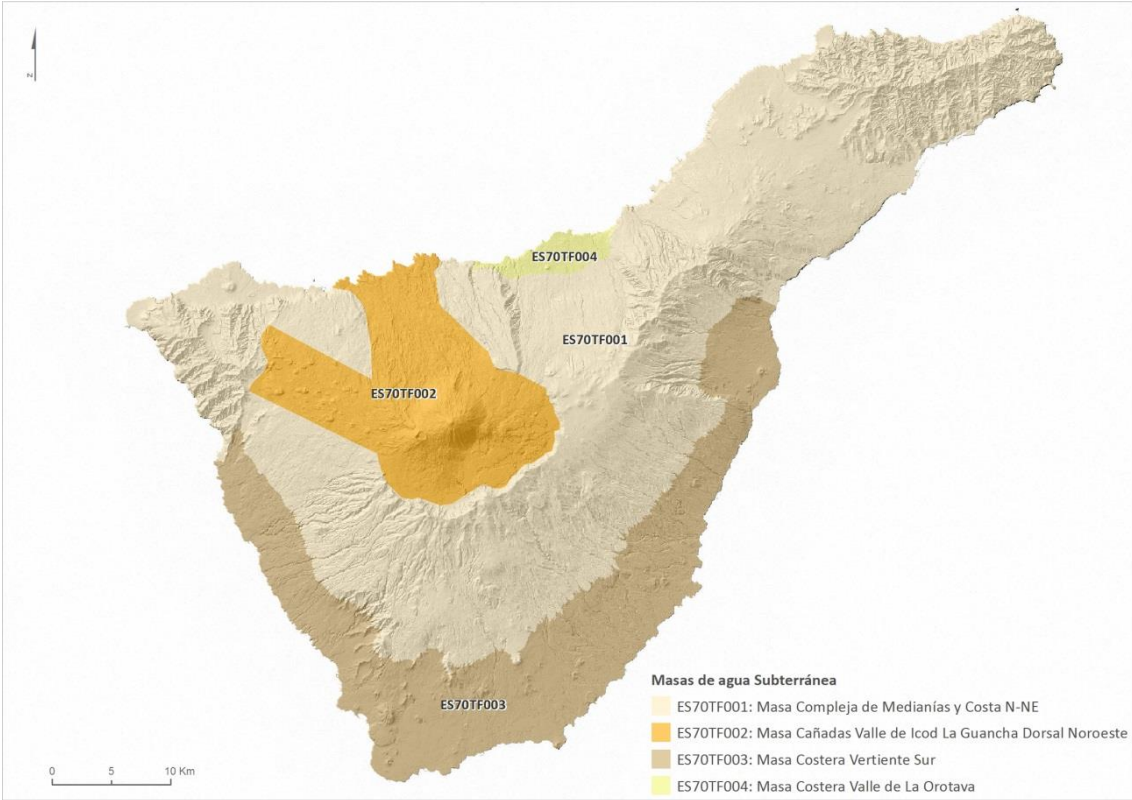 N
ES70TF004
ES70TF001
ES70TF002
ES70TF003
Masas de agua Subterránea
ES70TF001: Masa Compleja de Medianías y Costa N-NE
ES70TF002: Masa Cañadas Valle de Icod La Guancha Dorsal Noroeste
ES70TF003: Masa Costera Vertiente Sur
ES70TF004: Masa Costera Valle de La Orotava
0 5 10 Km